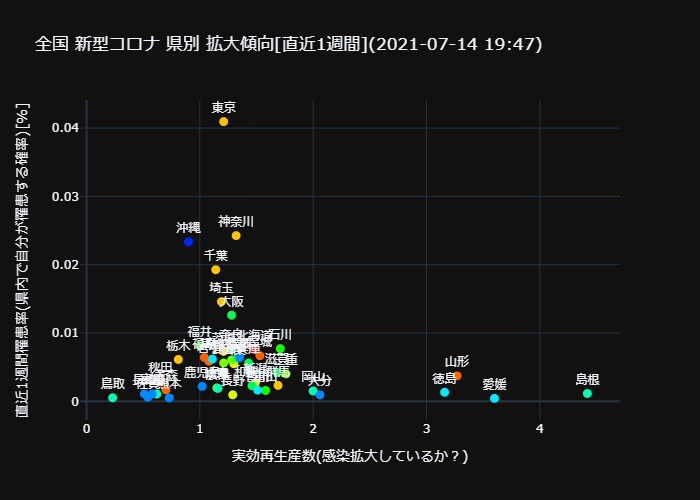 全国 新型コロナ 県別 拡大傾向[直近1週間](2021-07-14 19:47)
直近1週間罹患率(県内で自分が罹患する確率)[%]
0.04
0.03
0.02
0.01
0
東京
沖縄
神奈川
千葉
埼玉
大阪
福井
北海道
石川
栃木
秋田
鹿児島
長野
滋賀
岡山
大分
鳥取
山形
徳島
愛媛
島根
0
1
2
3
4
実効再生産数(感染拡大しているか？)